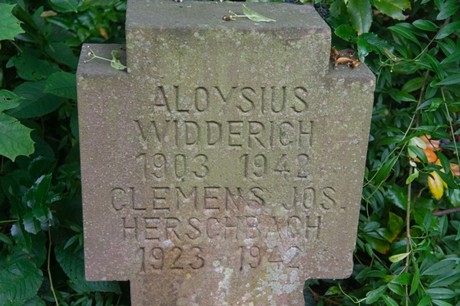 ALOYSIUS
WIDDERICH
1903 1942
CLEMENS JOS.
HERSCHBACH
1923 1942